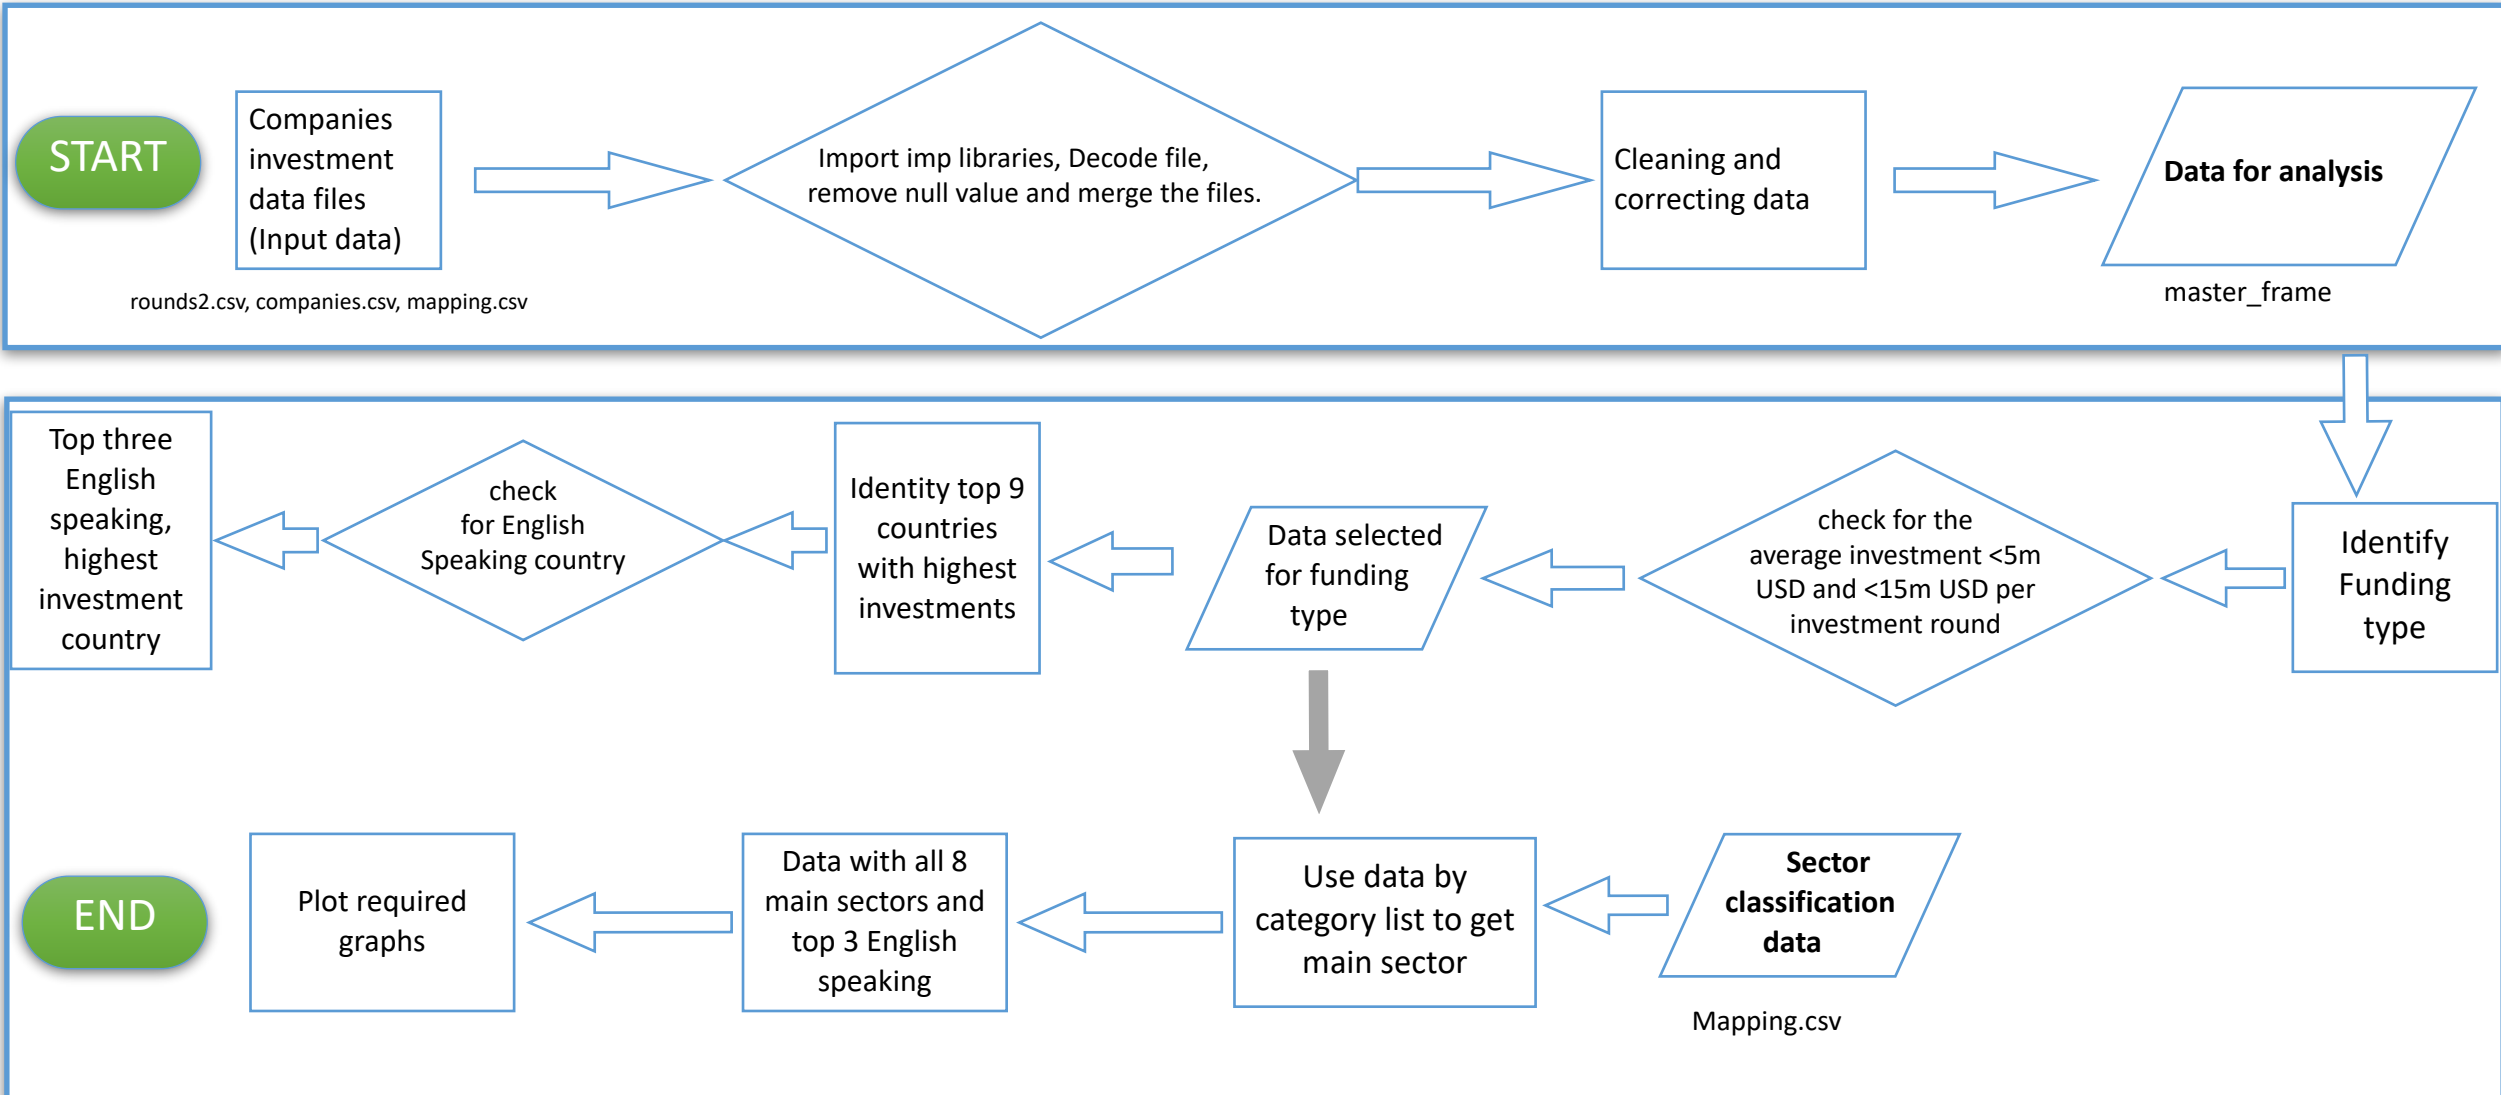 START
Companies
investment
data files
(Input data)
rounds2.csv, companies.csv, mapping.csv
Import imp libraries, Decode file,
remove null value and merge the files.
Cleaning and
correcting data
Data for analysis
master_frame
Identify
Funding
type
check for the
average investment <5m
USD and <15m USD per
investment round
Data selected
for funding
type
Identity top 9
countries
with highest
investments
check
for English
Speaking country
Top three
English
speaking,
highest
investment
country
Sector
classification
data
Mapping.csv
Use data by
category list to get
main sector
Data with all 8
main sectors and
top 3 English
speaking
Plot required
graphs
END